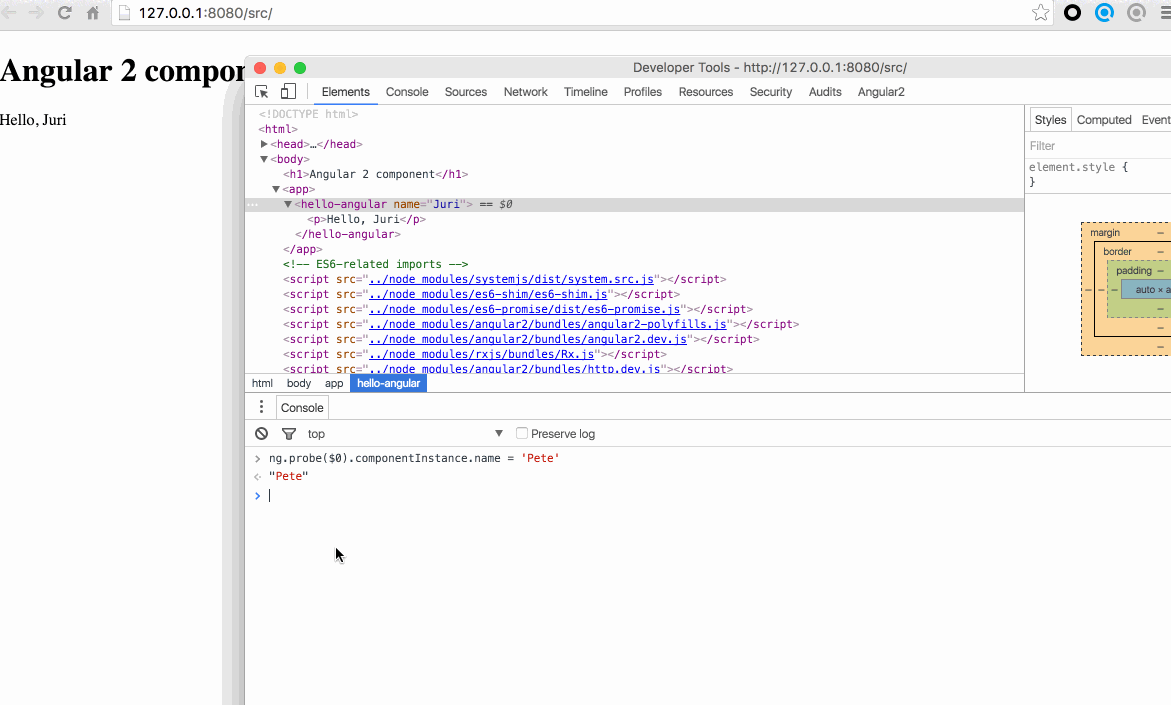 127.0.0.1:8080/src/
Angular 2 compon
Hello, Juri
Developer Tools - http://127.0.0.1:8080/src/
Elements Console Sources Network Timeline Profiles Resources Security Audits Angular2
<!DOCTYPE html>
<html>
▶<head>…</head>
▼<body>
<h1>Angular 2 component</h1>
▼<app>
… ▼<hello-angular name="Juri"> == $0
<p>Hello, Juri</p>
</hello-angular>
</app>
<!-- ES6-related imports -->
<script src="../node_modules/systemjs/dist/system.src.js"></script>
<script src="../node_modules/es6-shim/es6-shim.js"></script>
<script src="../node_modules/es6-promise/dist/es6-promise.js"></script>
<script src="../node_modules/angular2/bundles/angular2-polyfills.js"></script>
<script src="../node_modules/angular2/bundles/angular2.dev.js"></script>
<script src="../node_modules/rxjs/bundles/Rx.js"></script>
<script src="../node_modules/angular2/bundles/http.dev.js"></script>
html body app hello-angular
Styles Computed Event
Filter
element.style {
}
margin –
border –
padding –
– – – auto × a
–
–
–
Console
top ▼ Preserve log
> ng.probe($0).componentInstance.name = 'Pete'
< "Pete"
>